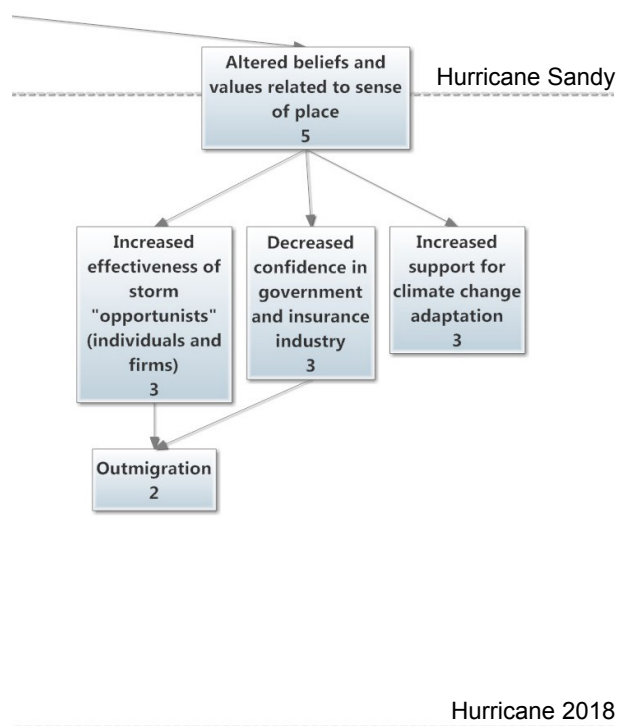 Altered beliefs and
values related to sense
of place
5
Hurricane Sandy
Increased
effectiveness of
storm
"opportunists"
(individuals and
firms)
3
Decreased
confidence in
government
and insurance
industry
3
Increased
support for
climate change
adaptation
3
Outmigration
2
Hurricane 2018